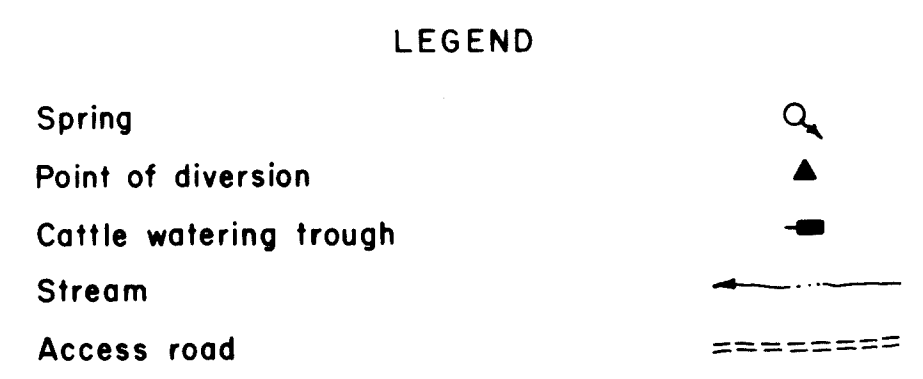 LEGEND
Spring
Point of diversion
Cattle watering trough
Stream
Access road